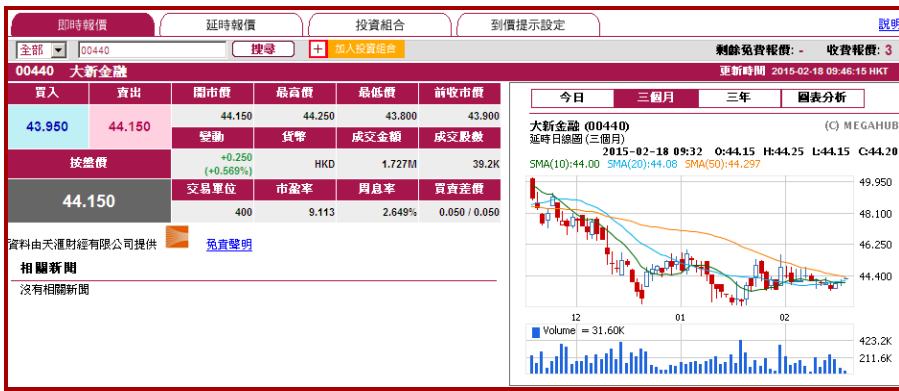 即時報價 延時報價 投資組合 到價提示設定 說明
全部 00440 搜尋 加入投資組合 剩餘免費報價: - 收費報價: 3
00440 大新金融 更新時間 2015-02-18 09:46:15 HKT
買入 賣出 開市價 最高價 最低價 前收市價
43.950 44.150 44.150 44.250 43.800 43.900
變動 貨幣 成交金額 成交股數
按盤價 +0.250 (+0.569%) HKD 1.727M 39.2K
44.150 交易單位 市盈率 周息率 買賣差價
400 9.113 2.649% 0.050 / 0.050
資料由天滙財經有限公司提供 免責聲明
相關新聞
沒有相關新聞
今日 三個月 三年 圖表分析
大新金融 (00440) (C) MEGAHUB
延時日線圖 (三個月)
2015-02-18 09:32 O:44.15 H:44.25 L:44.15 C:44.20
SMA(10):44.00 SMA(20):44.08 SMA(50):44.297
49.950
48.100
46.250
44.400
12 01 02
Volume = 31.60K
423.2K
211.6K